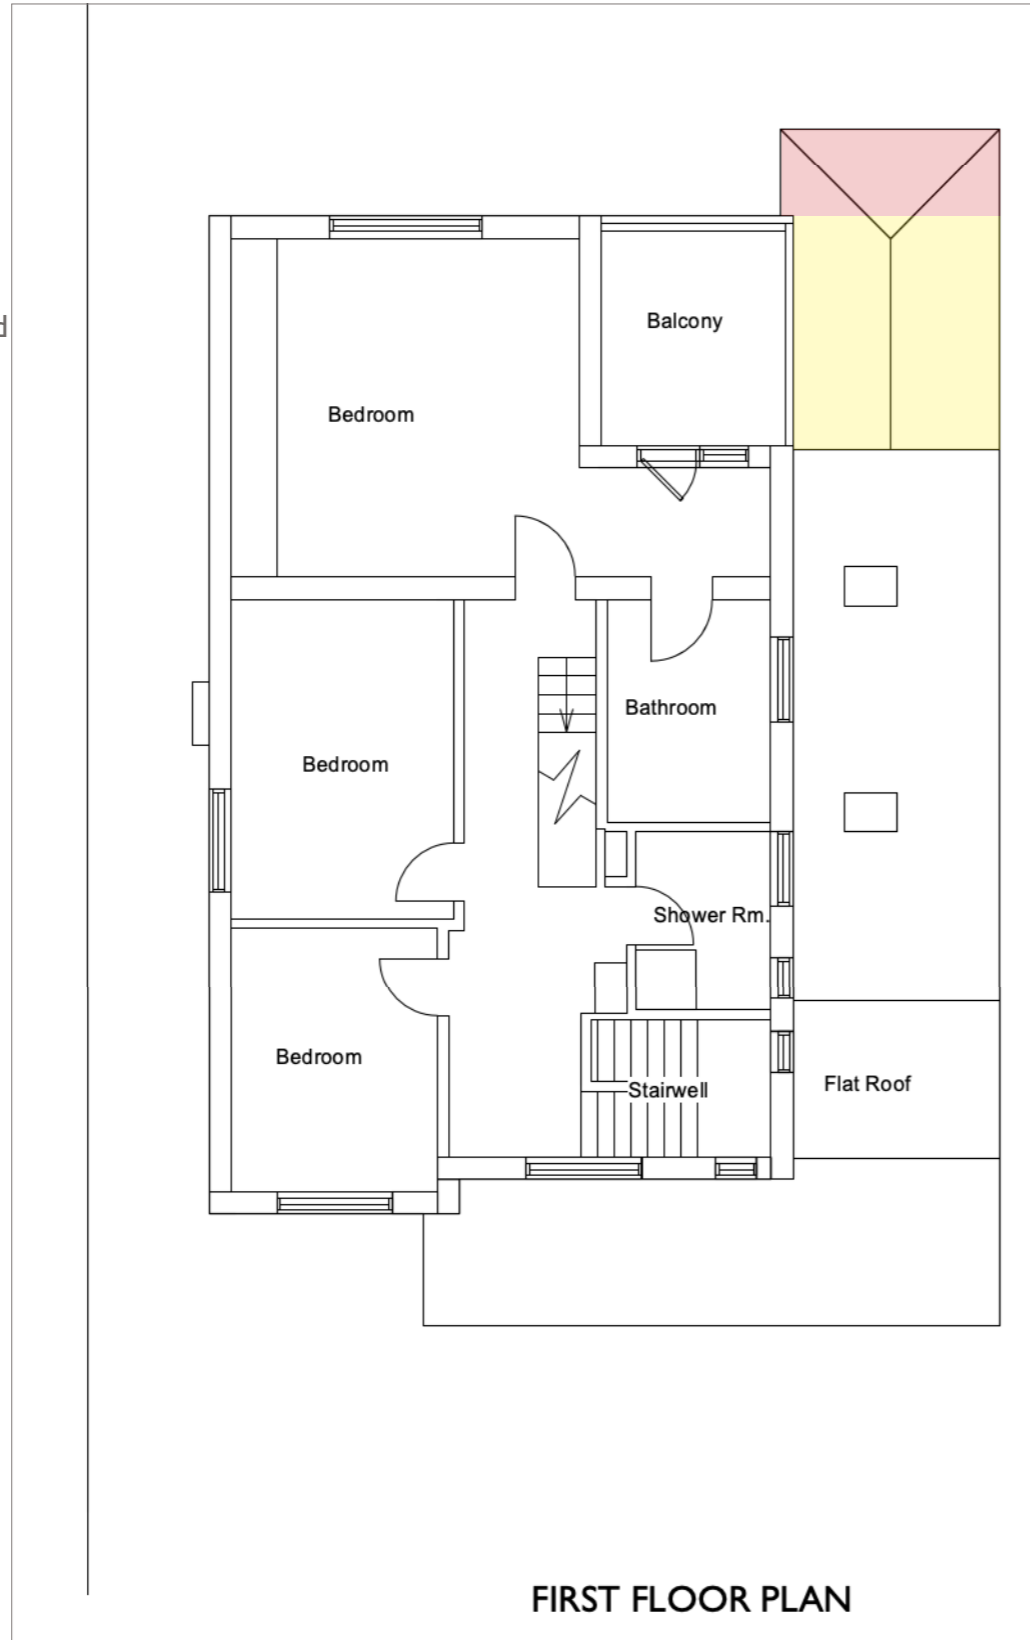 d
Balcony
Bedroom
Bathroom
Bedroom
Shower Rm.
Bedroom
Stairwell
Flat Roof
FIRST FLOOR PLAN